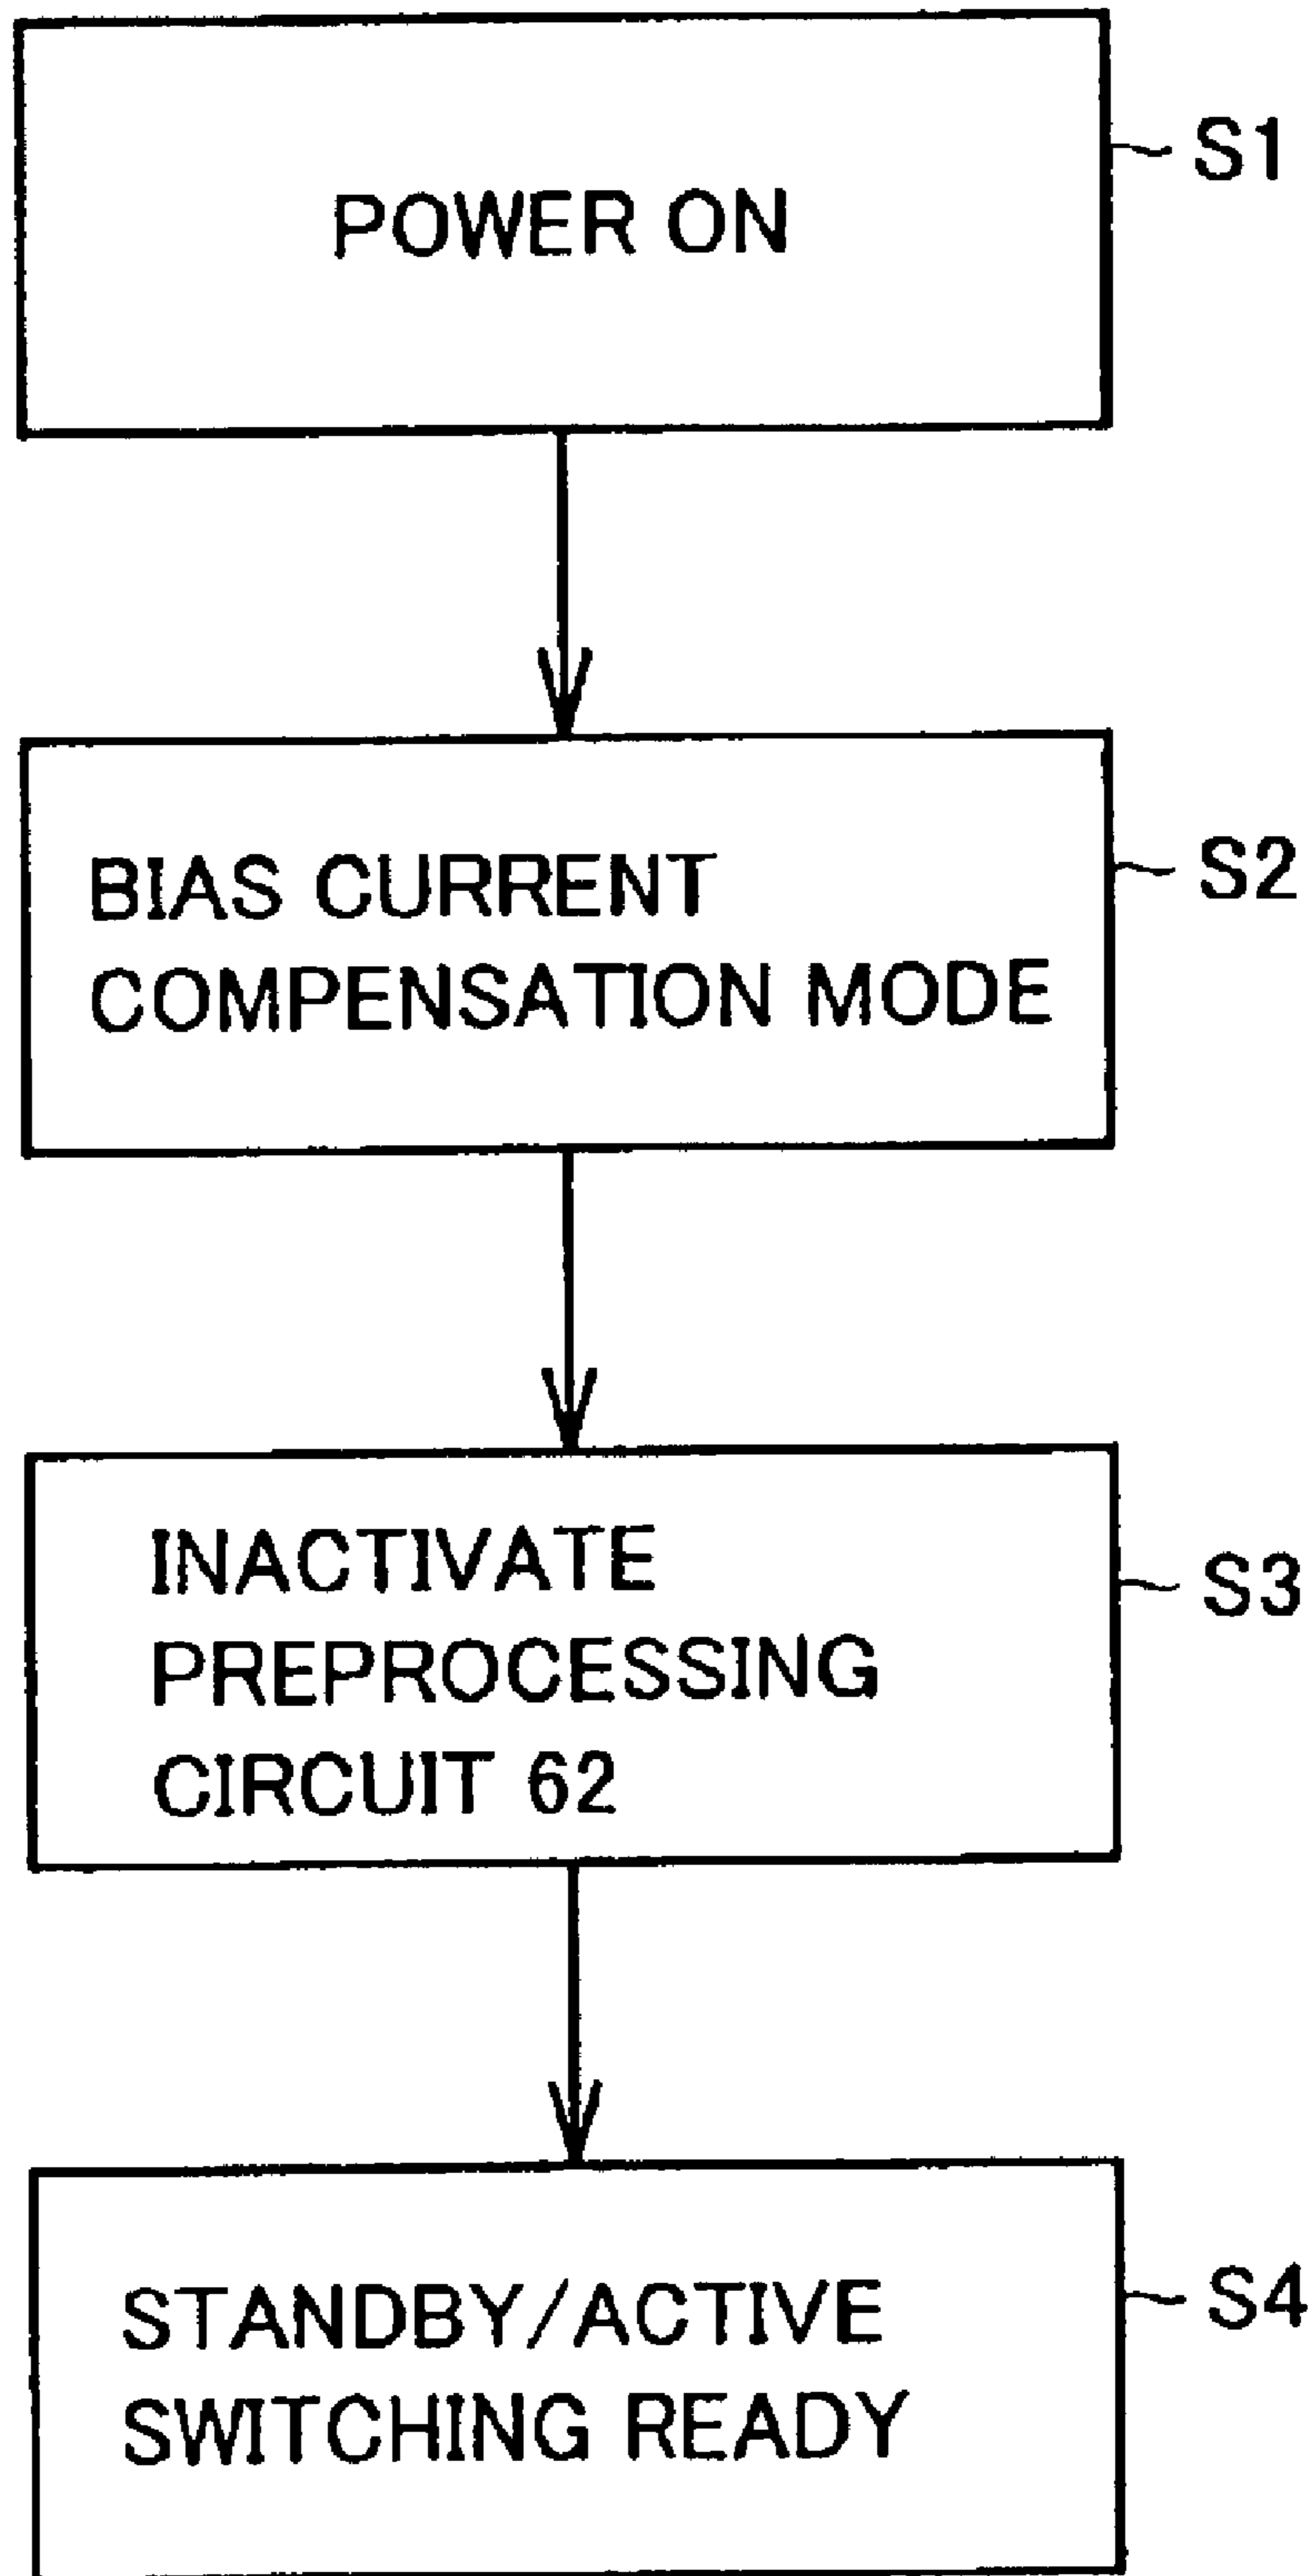 POWER ON
S1
BIAS CURRENT
COMPENSATION MODE
S2
INACTIVATE
PREPROCESSING
CIRCUIT 62
S3
STANDBY/ACTIVE
SWITCHING READY
S4